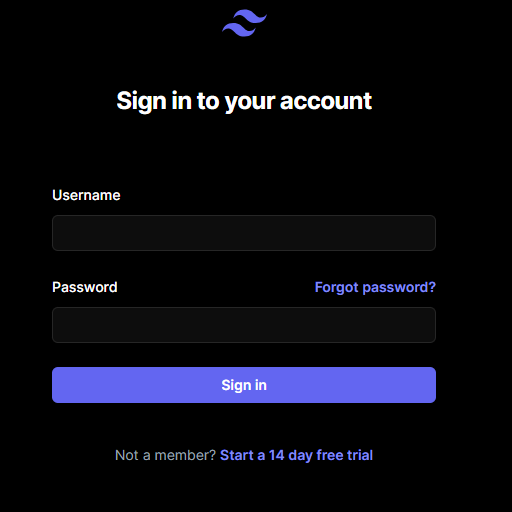 Sign in to your account
Username
Password Forgot password?
Sign in
Not a member? Start a 14 day free trial